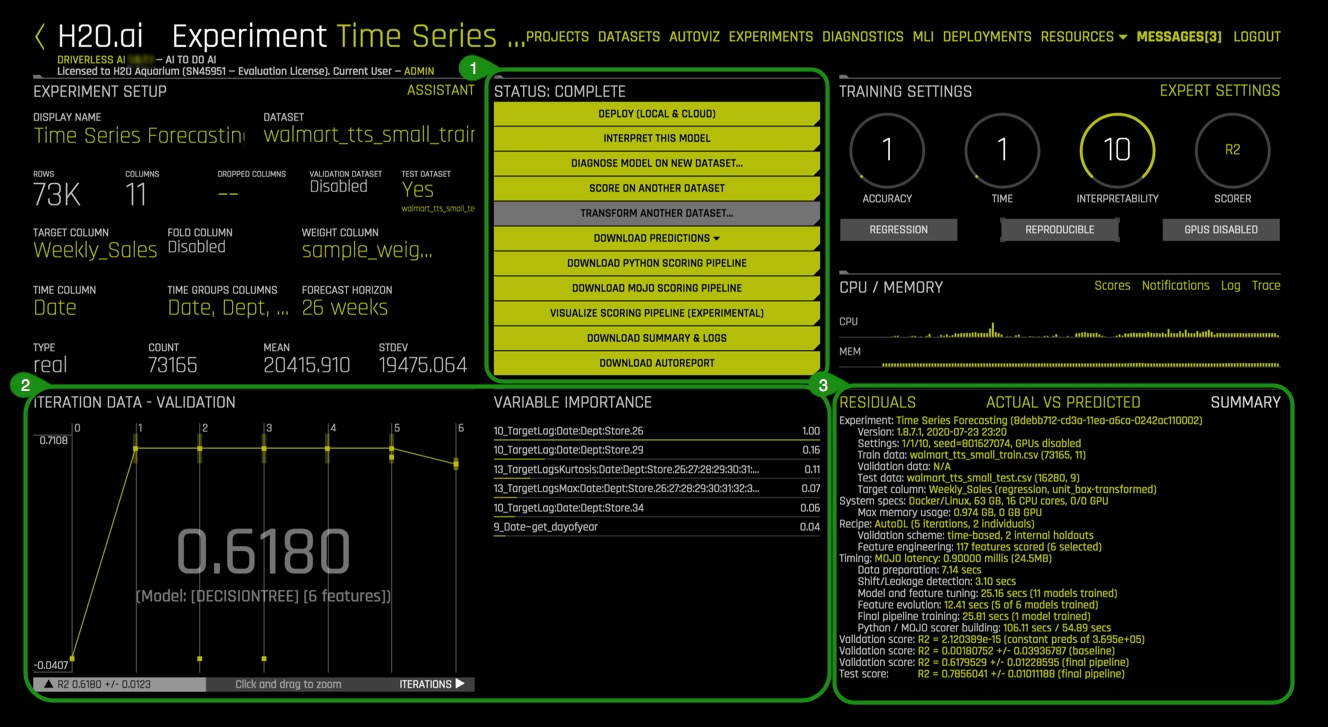 H2O.ai Experiment Time Series ...
PROJECTS DATASETS AUTOVIZ EXPERIMENTS DIAGNOSTICS MLI DEPLOYMENTS RESOURCES MESSAGES[3] LOGOUT
DRIVERLESS AI — AI TO DO AI
Licensed to H2O Aquarium (SN45951 — Evaluation License). Current User — ADMIN
EXPERIMENT SETUP ASSISTANT
DISPLAY NAME DATASET
Time Series Forecastin walmart_tts_small_train
ROWS COLUMNS DROPPED COLUMNS VALIDATION DATASET TEST DATASET
73K 11 -- Disabled Yes
walmart_tts_small_te
TARGET COLUMN FOLD COLUMN WEIGHT COLUMN
Weekly_Sales Disabled sample_weig...
TIME COLUMN TIME GROUPS COLUMNS FORECAST HORIZON
Date Date, Dept, ... 26 weeks
TYPE COUNT MEAN STDEV
real 73165 20415.910 19475.064
1
STATUS: COMPLETE
DEPLOY (LOCAL & CLOUD)
INTERPRET THIS MODEL
DIAGNOSE MODEL ON NEW DATASET...
SCORE ON ANOTHER DATASET
TRANSFORM ANOTHER DATASET...
DOWNLOAD PREDICTIONS
DOWNLOAD PYTHON SCORING PIPELINE
DOWNLOAD MOJO SCORING PIPELINE
VISUALIZE SCORING PIPELINE (EXPERIMENTAL)
DOWNLOAD SUMMARY & LOGS
DOWNLOAD AUTOREPORT
TRAINING SETTINGS EXPERT SETTINGS
1 1 10 R2
ACCURACY TIME INTERPRETABILITY SCORER
REGRESSION REPRODUCIBLE GPUS DISABLED
CPU / MEMORY Scores Notifications Log Trace
CPU
MEM
2
ITERATION DATA - VALIDATION
0 1 2 3 4 5 6
0.7108
0.6180
(Model: [DECISIONTREE] [6 features])
-0.0407
R2 0.6180 +/- 0.0123 Click and drag to zoom ITERATIONS
VARIABLE IMPORTANCE
10_TargetLag:Date:Dept:Store.26 1.00
10_TargetLag:Date:Dept:Store.29 0.16
13_TargetLagsKurtosis:Date:Dept:Store.26:27:28:29:30:31:... 0.11
13_TargetLagsMax:Date:Dept:Store.26:27:28:29:30:31:32:3... 0.07
10_TargetLag:Date:Dept:Store.34 0.06
9_Date~get_dayofyear 0.04
3
RESIDUALS ACTUAL VS PREDICTED SUMMARY
Experiment: Time Series Forecasting (8debb712-cd3a-11ea-a6ca-0242ac110002)
Version: 1.8.7.1, 2020-07-23 23:20
Settings: 1/1/10, seed=801627074, GPUs disabled
Train data: walmart_tts_small_train.csv (73165, 11)
Validation data: N/A
Test data: walmart_tts_small_test.csv (16280, 9)
Target column: Weekly_Sales (regression, unit_box-transformed)
System specs: Docker/Linux, 63 GB, 16 CPU cores, 0/0 GPU
Max memory usage: 0.974 GB, 0 GB GPU
Recipe: AutoDL (5 iterations, 2 individuals)
Validation scheme: time-based, 2 internal holdouts
Feature engineering: 117 features scored (6 selected)
Timing: MOJO latency: 0.90000 millis (24.5MB)
Data preparation: 7.14 secs
Shift/Leakage detection: 3.10 secs
Model and feature tuning: 25.16 secs (11 models trained)
Feature evolution: 12.41 secs (5 of 6 models trained)
Final pipeline training: 25.81 secs (1 model trained)
Python / MOJO scorer building: 106.11 secs / 54.89 secs
Validation score: R2 = 2.120389e-15 (constant preds of 3.695e+05)
Validation score: R2 = 0.00180752 +/- 0.03936787 (baseline)
Validation score: R2 = 0.6179529 +/- 0.01228595 (final pipeline)
Test score: R2 = 0.7856041 +/- 0.01011188 (final pipeline)